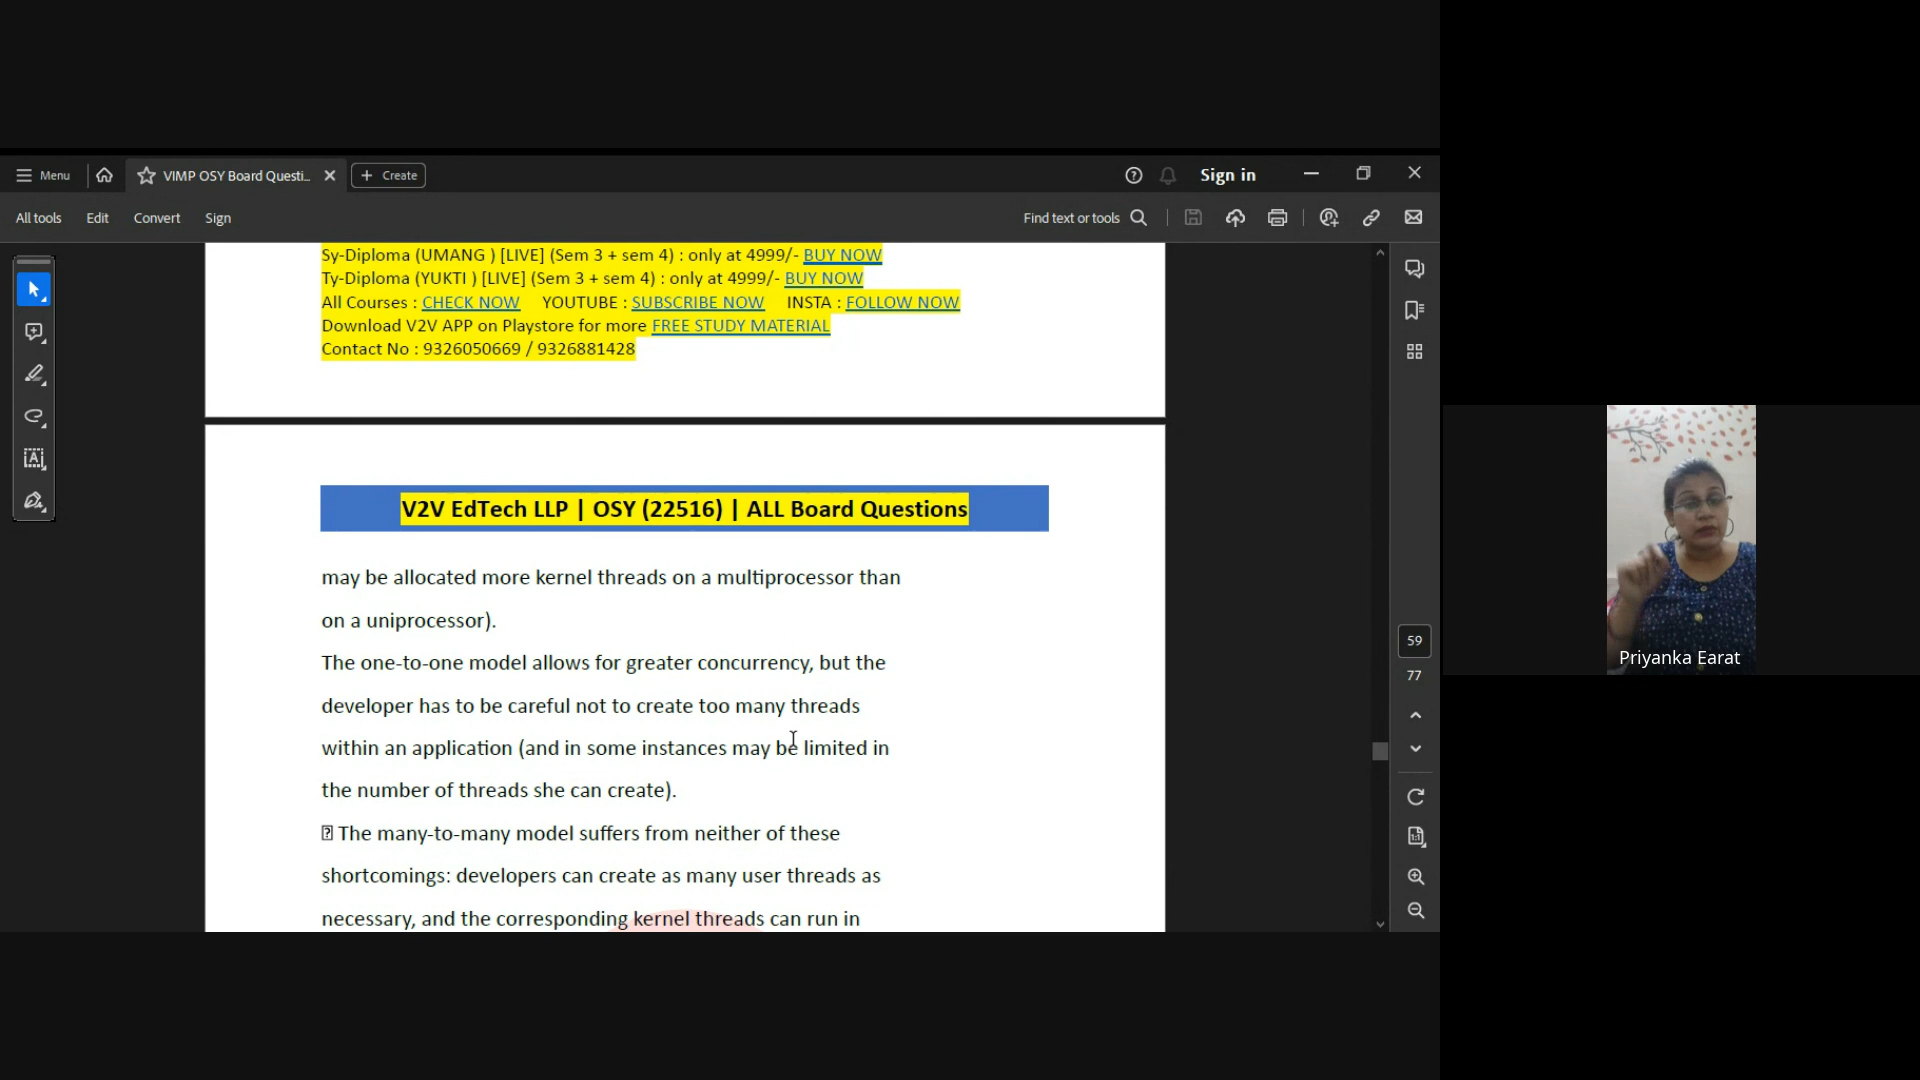 Menu
VIMP OSY Board Questi...
Create
Sign in
All tools
Edit
Convert
Sign
Find text or tools
Sy-Diploma (UMANG ) [LIVE] (Sem 3 + sem 4) : only at 4999/- BUY NOW
Ty-Diploma (YUKTI ) [LIVE] (Sem 3 + sem 4) : only at 4999/- BUY NOW
All Courses : CHECK NOW YOUTUBE : SUBSCRIBE NOW INSTA : FOLLOW NOW
Download V2V APP on Playstore for more FREE STUDY MATERIAL
Contact No : 9326050669 / 9326881428
V2V EdTech LLP | OSY (22516) | ALL Board Questions
may be allocated more kernel threads on a multiprocessor than
on a uniprocessor).
The one-to-one model allows for greater concurrency, but the
developer has to be careful not to create too many threads
within an application (and in some instances may be limited in
the number of threads she can create).
The many-to-many model suffers from neither of these
shortcomings: developers can create as many user threads as
necessary, and the corresponding kernel threads can run in
59
77
Priyanka Earat